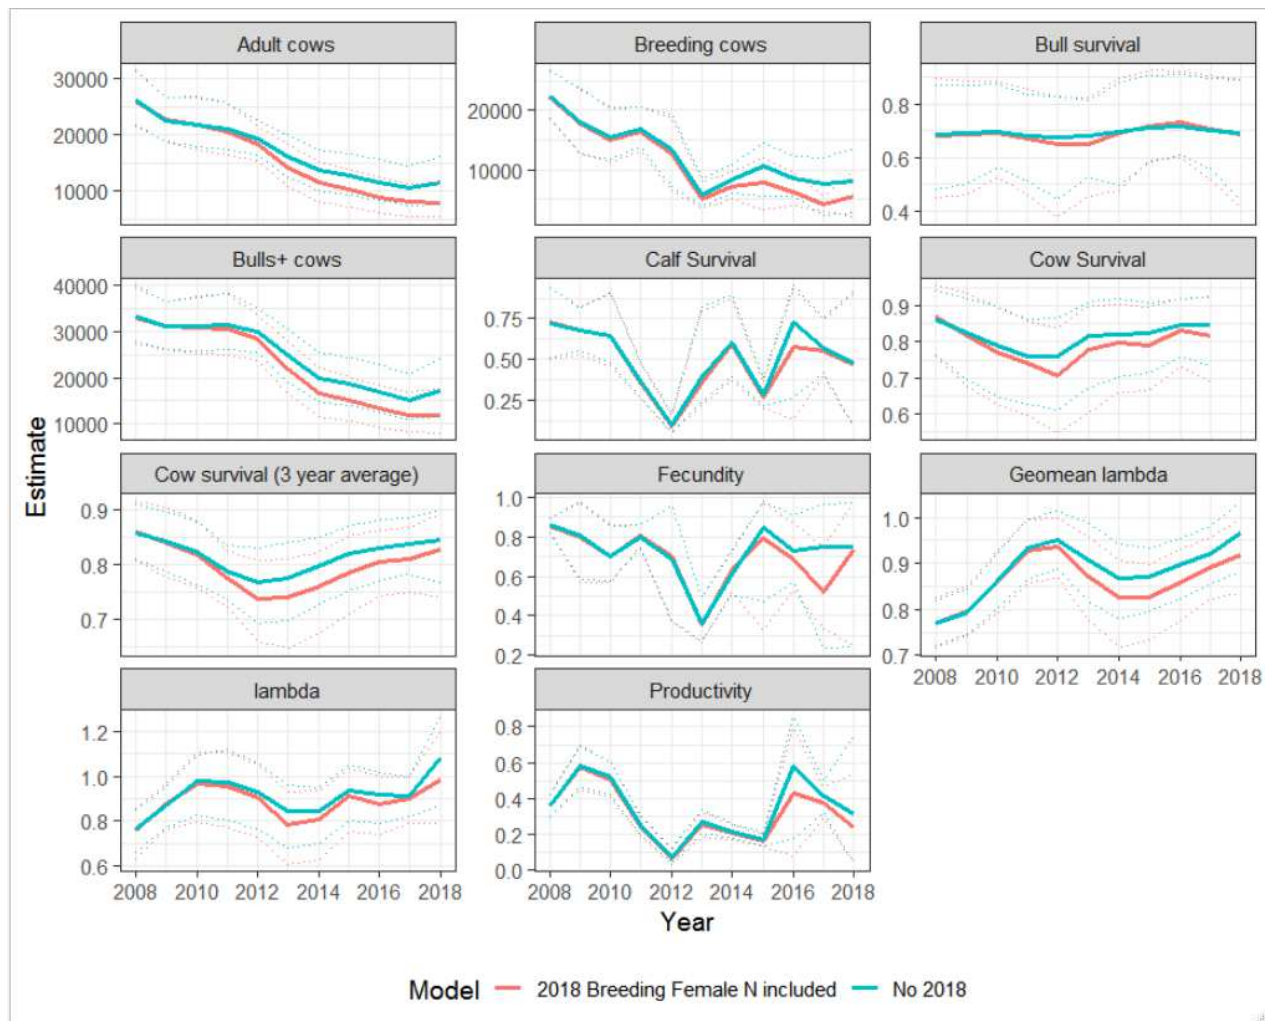 Adult cows
Breeding cows
Bull survival
30000
20000
10000
20000
10000
0.8
0.6
0.4
Bulls+ cows
Calf Survival
Cow Survival
40000
30000
20000
10000
0.75
0.50
0.25
0.9
0.8
0.7
0.6
Estimate
Cow survival (3 year average)
Fecundity
Geomean lambda
0.9
0.8
0.7
1.0
0.8
0.6
0.4
0.2
1.0
0.9
0.8
0.7
2008 2010 2012 2014 2016 2018
lambda
Productivity
1.2
1.0
0.8
0.6
0.8
0.6
0.4
0.2
0.0
2008 2010 2012 2014 2016 2018
2008 2010 2012 2014 2016 2018
Year
Model 2018 Breeding Female N included No 2018